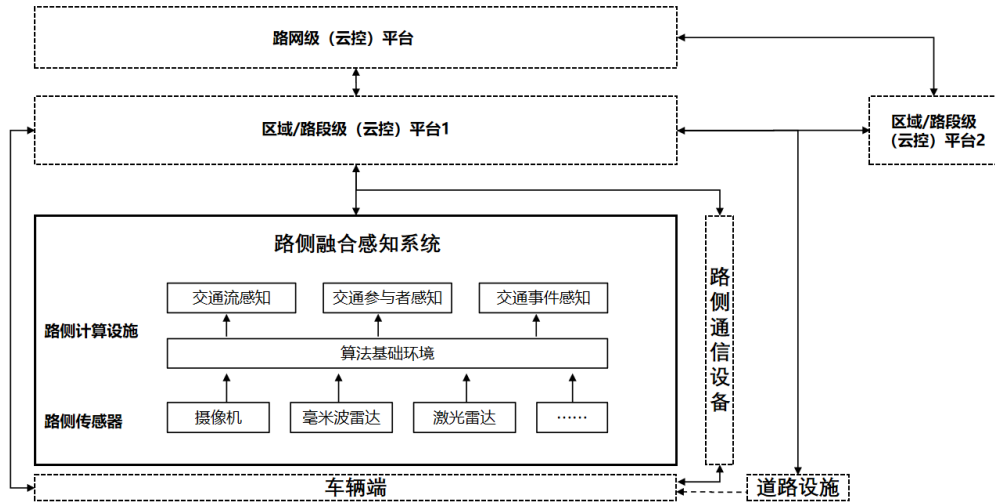 路网级（云控）平台
区域/路段级（云控）平台1
区域/路段级
（云控）平台2
路侧融合感知系统
交通流感知
交通参与者感知
交通事件感知
路侧计算设施
算法基础环境
路侧传感器
摄像机
毫米波雷达
激光雷达
……
路侧通信设备
车辆端
道路设施